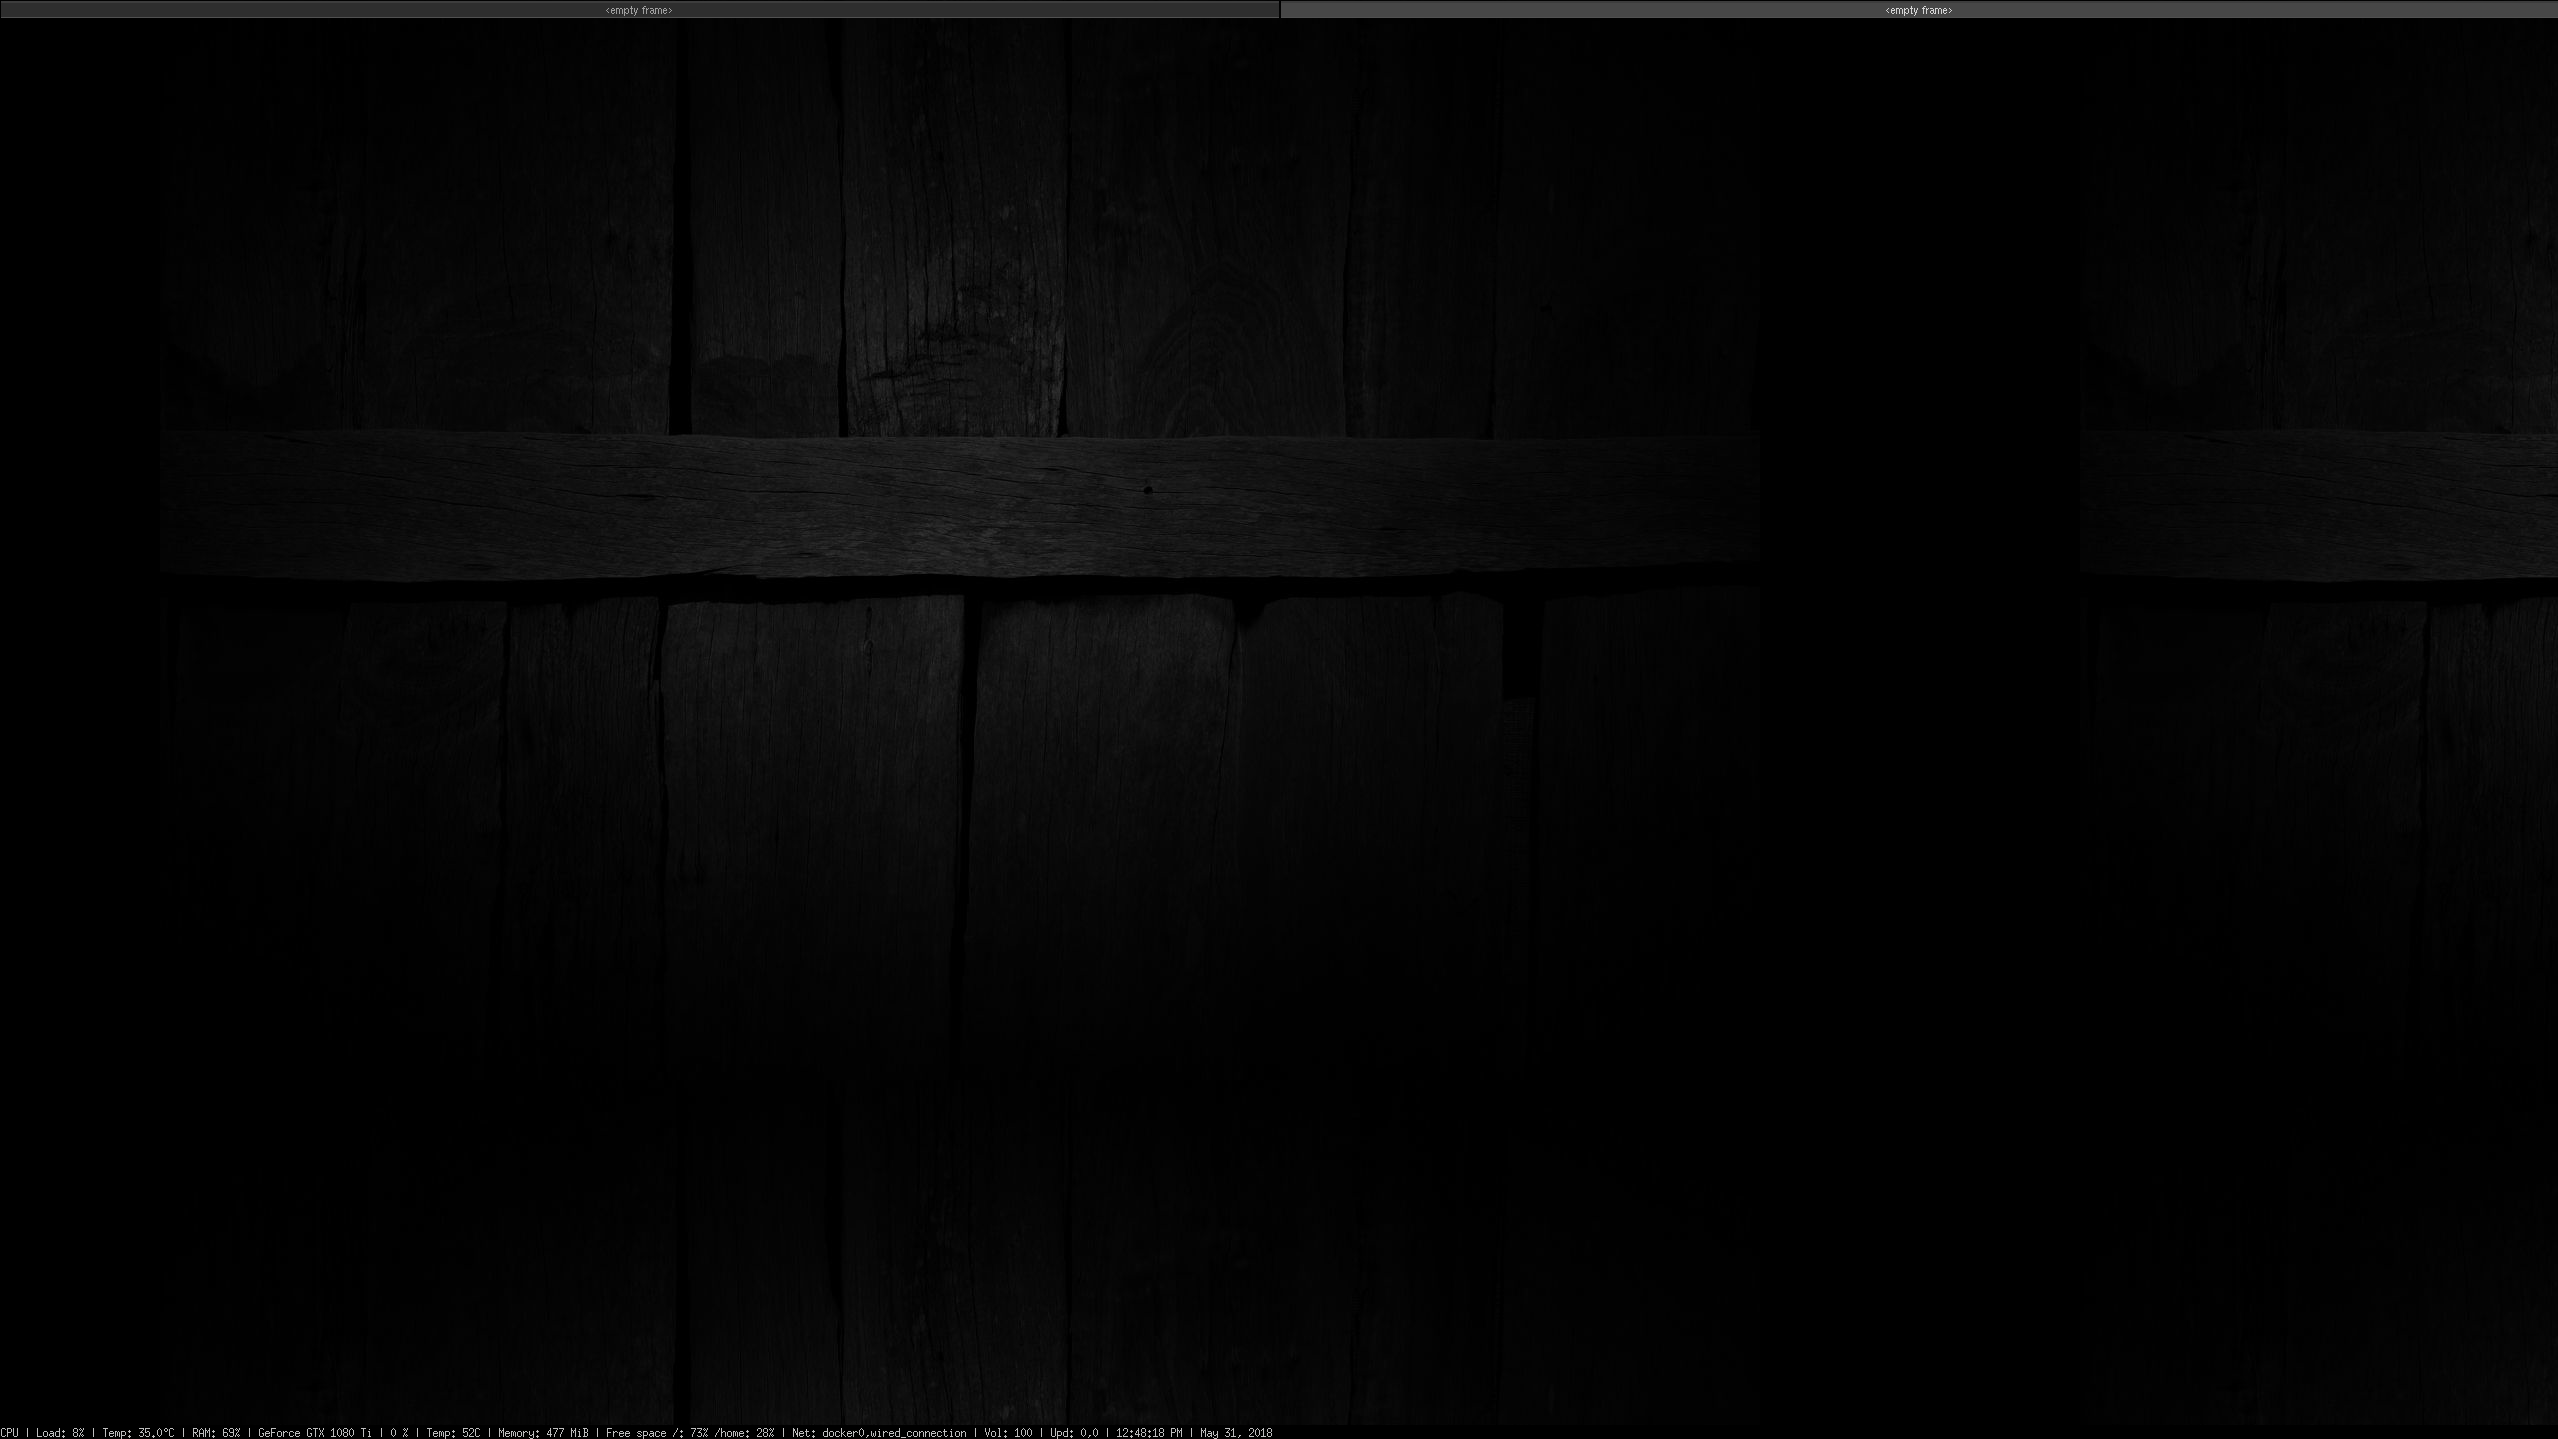 <empty frame>
<empty frame>
CPU | Load: 8% | Temp: 35.0°C | RAM: 69% | GeForce GTX 1080 Ti | 0 % | Temp: 52C | Memory: 477 MiB | Free space /: 73% /home: 28% | Net: docker0,wired_connection | Vol: 100 | Upd: 0,0 | 12:48:18 PM | May 31, 2018